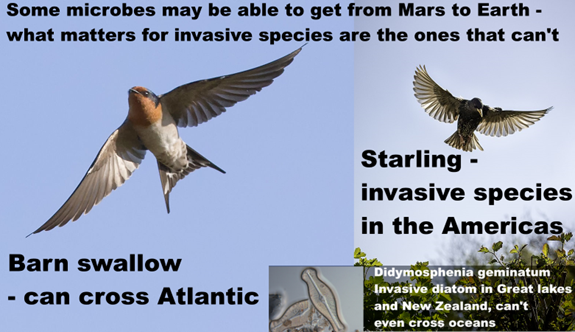 Some microbes may be able to get from Mars to Earth -
what matters for invasive species are the ones that can't
Starling -
invasive species
in the Americas
Barn swallow
- can cross Atlantic
Didymosphenia geminatum
Invasive diatom in Great lakes
and New Zealand, can't
even cross oceans